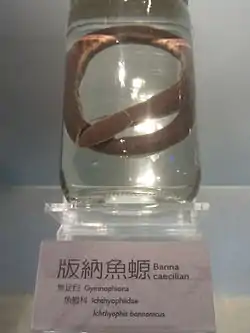 版納魚螈 Banna caecilian
無足目 Gymnophiona
魚螈科 Ichthyophiidae
Ichthyophis bannanicus